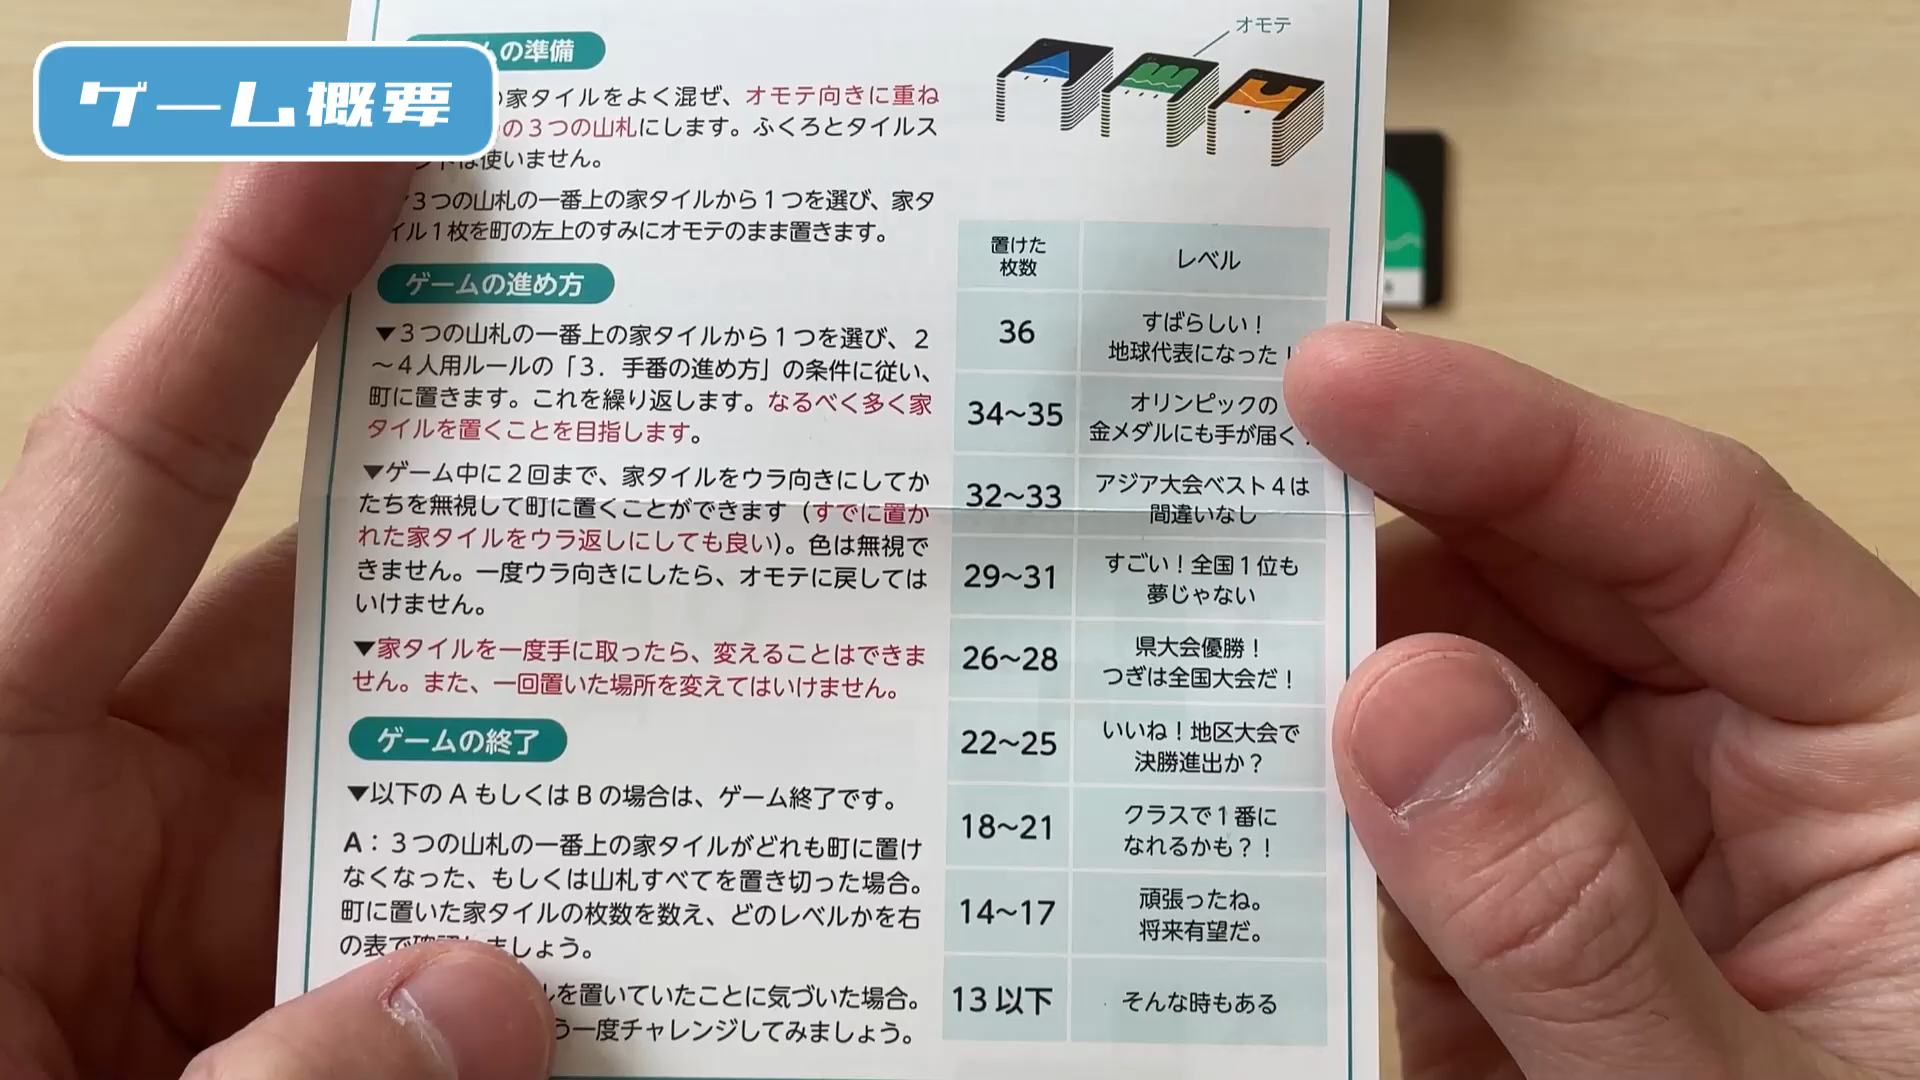 ゲーム概要
の準備
オモテ
の家タイルをよく混ぜ、オモテ向きに重ね
の３つの山札にします。ふくろとタイルス
ンドは使いません。
▼３つの山札の一番上の家タイルから１つを選び、家タ
イル１枚を町の左上のすみにオモテのまま置きます。
ゲームの進め方
▼３つの山札の一番上の家タイルから１つを選び、２
～４人用ルールの「３．手番の進め方」の条件に従い、
町に置きます。これを繰り返します。なるべく多く家
タイルを置くことを目指します。
▼ゲーム中に２回まで、家タイルをウラ向きにしてか
たちを無視して町に置くことができます（すでに置か
れた家タイルをウラ返しにしても良い）。色は無視で
きません。一度ウラ向きにしたら、オモテに戻しては
いけません。
▼家タイルを一度手に取ったら、変えることはできま
せん。また、一回置いた場所を変えてはいけません。
ゲームの終了
▼以下の A もしくは B の場合は、ゲーム終了です。
A：３つの山札の一番上の家タイルがどれも町に置け
なくなった、もしくは山札すべてを置き切った場合。
町に置いた家タイルの枚数を数え、どのレベルかを右
の表で確認しましょう。
ルを置いていたことに気づいた場合。
う一度チャレンジしてみましょう。
置けた
枚数
レベル
36
すばらしい！
地球代表になった！
34～35
オリンピックの
金メダルにも手が届く
32～33
アジア大会ベスト４は
間違いなし
29～31
すごい！全国１位も
夢じゃない
26～28
県大会優勝！
つぎは全国大会だ！
22～25
いいね！地区大会で
決勝進出か？
18～21
クラスで１番に
なれるかも？！
14～17
頑張ったね。
将来有望だ。
13 以下
そんな時もある